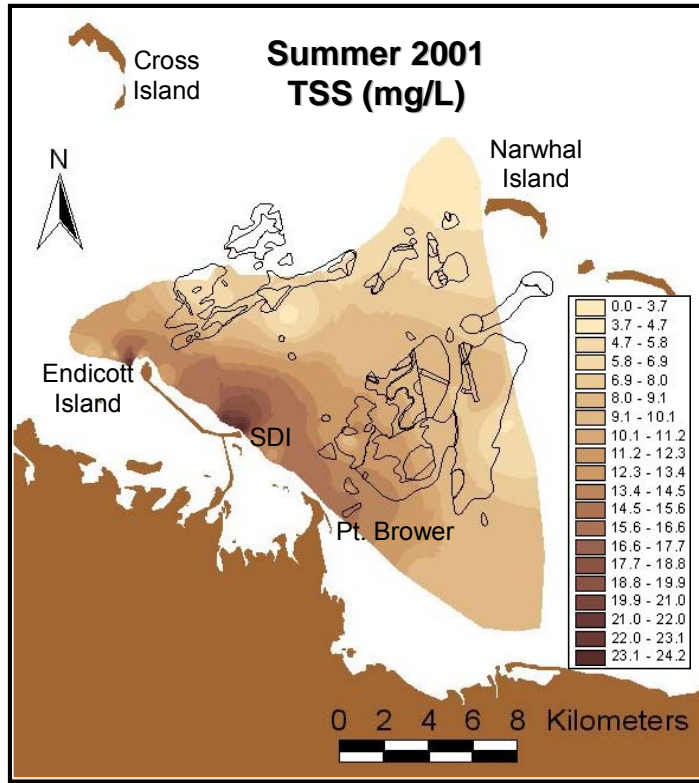 Summer 2001
TSS (mg/L)
Cross
Island
N
Narwhal
Island
Endicott
Island
SDI
Pt. Brower
0.0 - 3.7
3.7 - 4.7
4.7 - 5.8
5.8 - 6.9
6.9 - 8.0
8.0 - 9.1
9.1 - 10.1
10.1 - 11.2
11.2 - 12.3
12.3 - 13.4
13.4 - 14.5
14.5 - 15.6
15.6 - 16.6
16.6 - 17.7
17.7 - 18.8
18.8 - 19.9
19.9 - 21.0
21.0 - 22.0
22.0 - 23.1
23.1 - 24.2
0 2 4 6 8 Kilometers